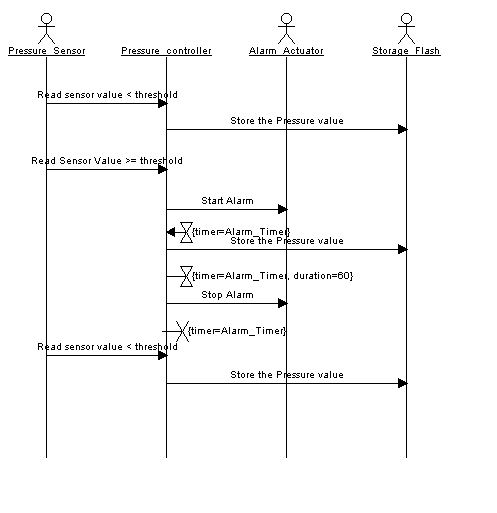 Pressure_Sensor
Pressure_controller
Alarm_Actuator
Storage_Flash
Read sensor value < threshold
Store the Pressure value
Read Sensor Value >= threshold
Start Alarm
{timer=Alarm_Timer}
Store the Pressure value
{timer=Alarm_Timer, duration=60}
Stop Alarm
{timer=Alarm_Timer}
Read sensor value < threshold
Store the Pressure value